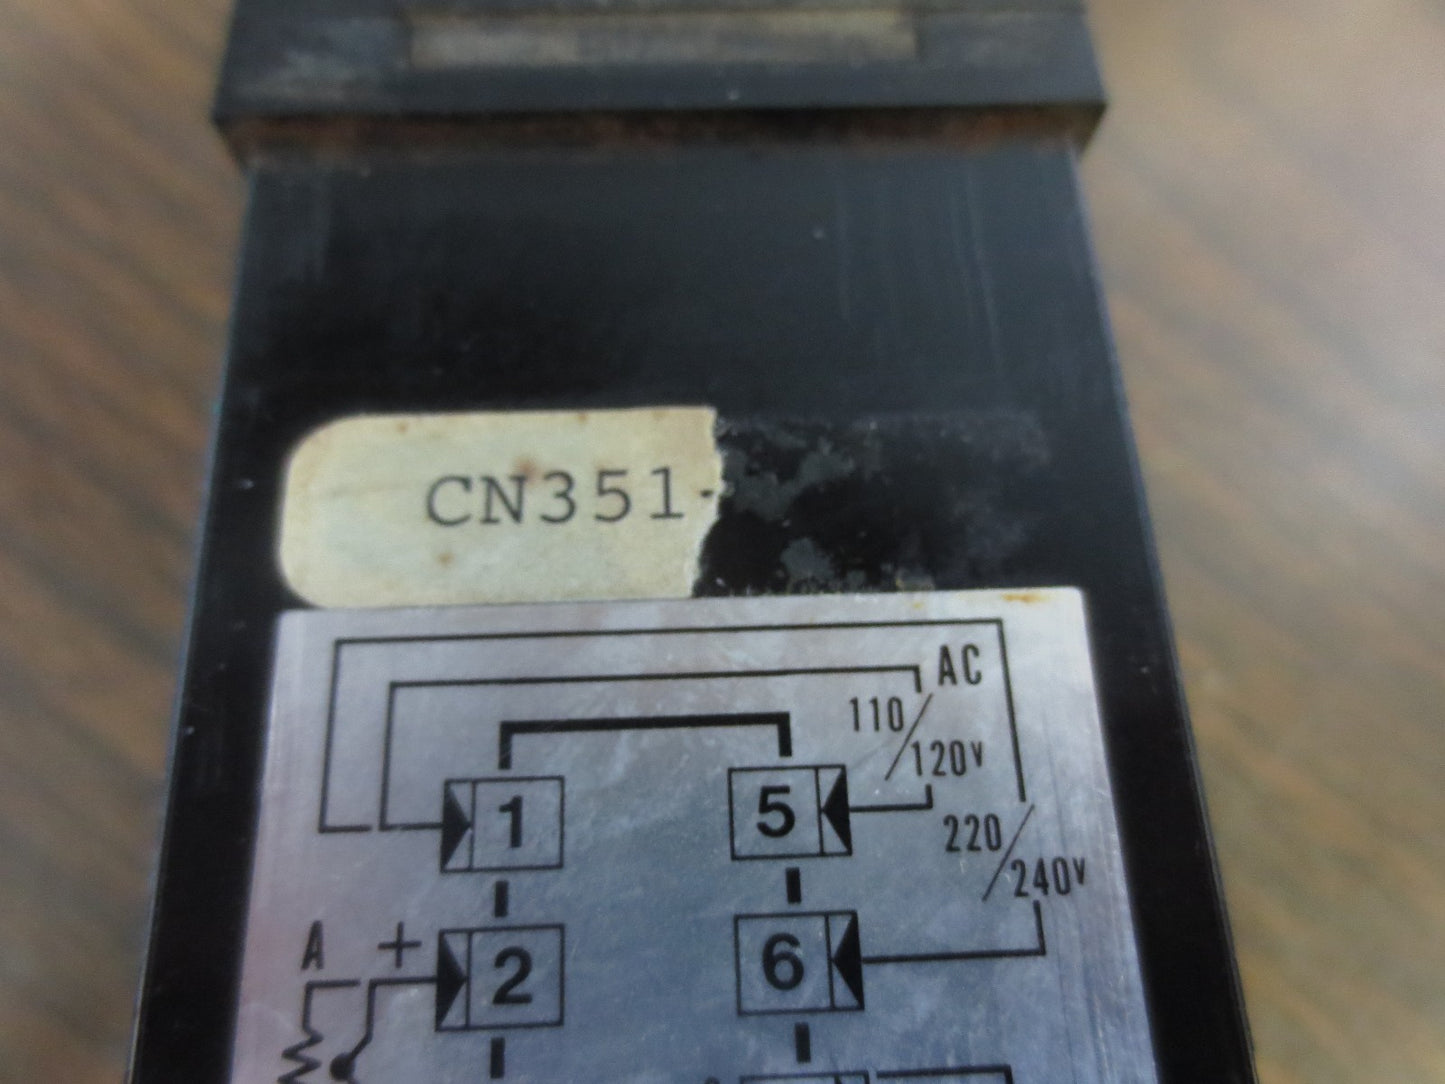 CN351-
AC
110/120V
1
5
220/240V
A +
2
6